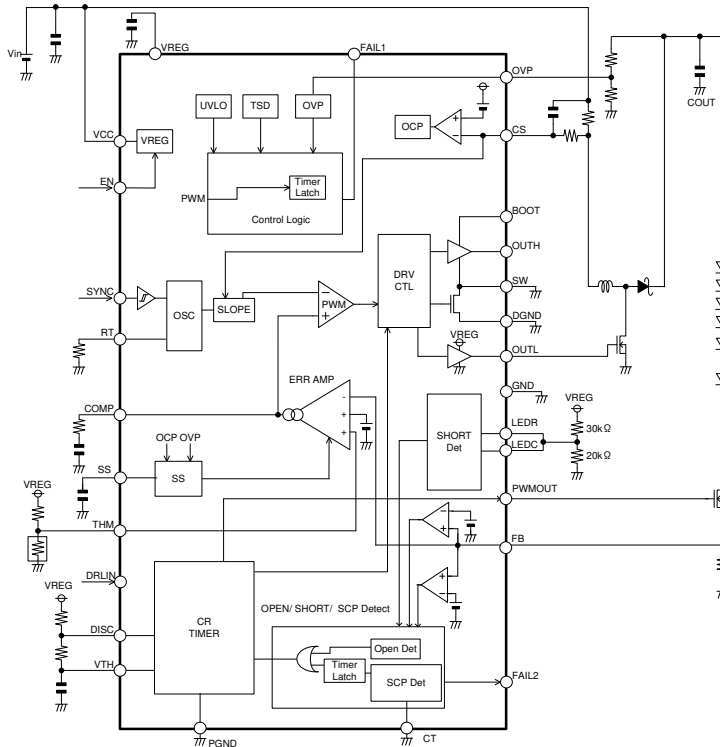 VREG
FAIL1
Vin
OVP
COUT
UVLO
TSD
OVP
OCP
CS
VCC
VREG
EN
PWM
Timer
Latch
Control Logic
BOOT
DRV
CTL
OUTH
SW
SYNC
OSC
SLOPE
PWM
DGND
RT
VREG
OUTL
ERR AMP
GND
VREG
COMP
SHORT
Det
LEDR
30kΩ
LEDC
20kΩ
OCP OVP
SS
SS
VREG
PWMOUT
THM
FB
DRLIN
VREG
CR
TIMER
OPEN/ SHORT/ SCP Detect
DISC
Open Det
Timer
Latch
SCP Det
VTH
FAIL2
PGND
CT